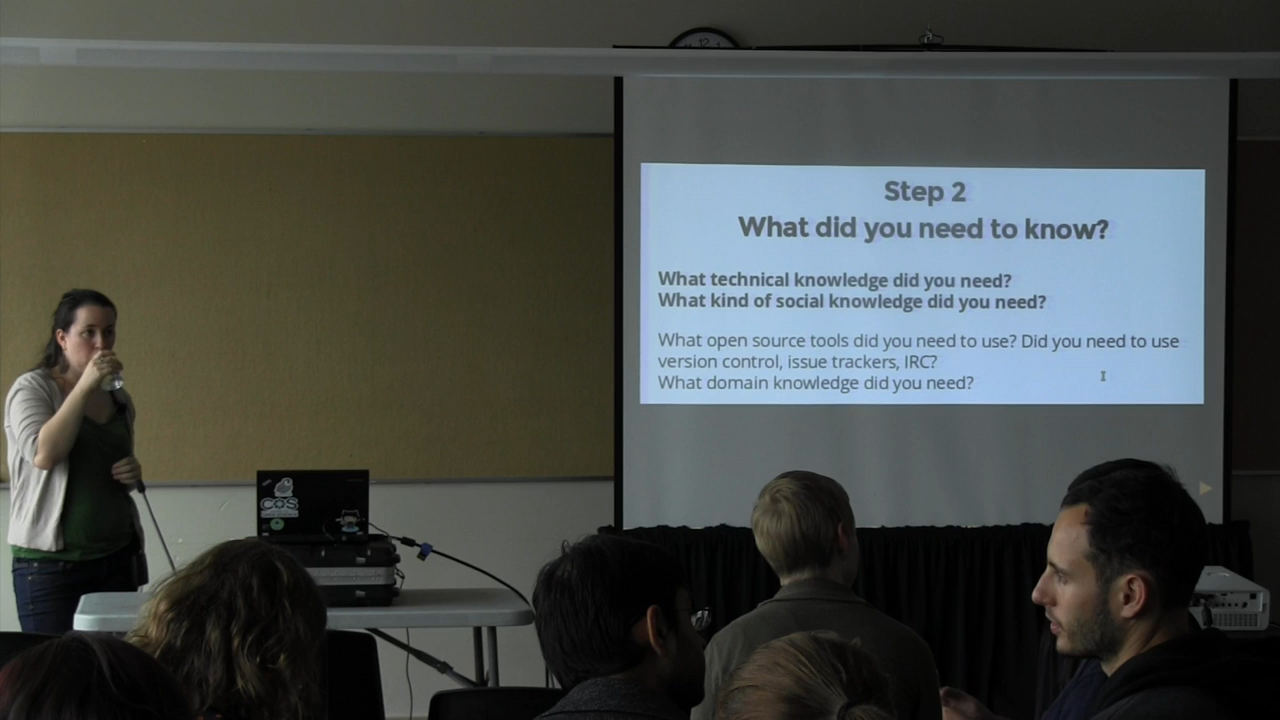 Step 2
What did you need to know?
What technical knowledge did you need?
What kind of social knowledge did you need?
What open source tools did you need to use? Did you need to use
version control, issue trackers, IRC?
What domain knowledge did you need?
COS